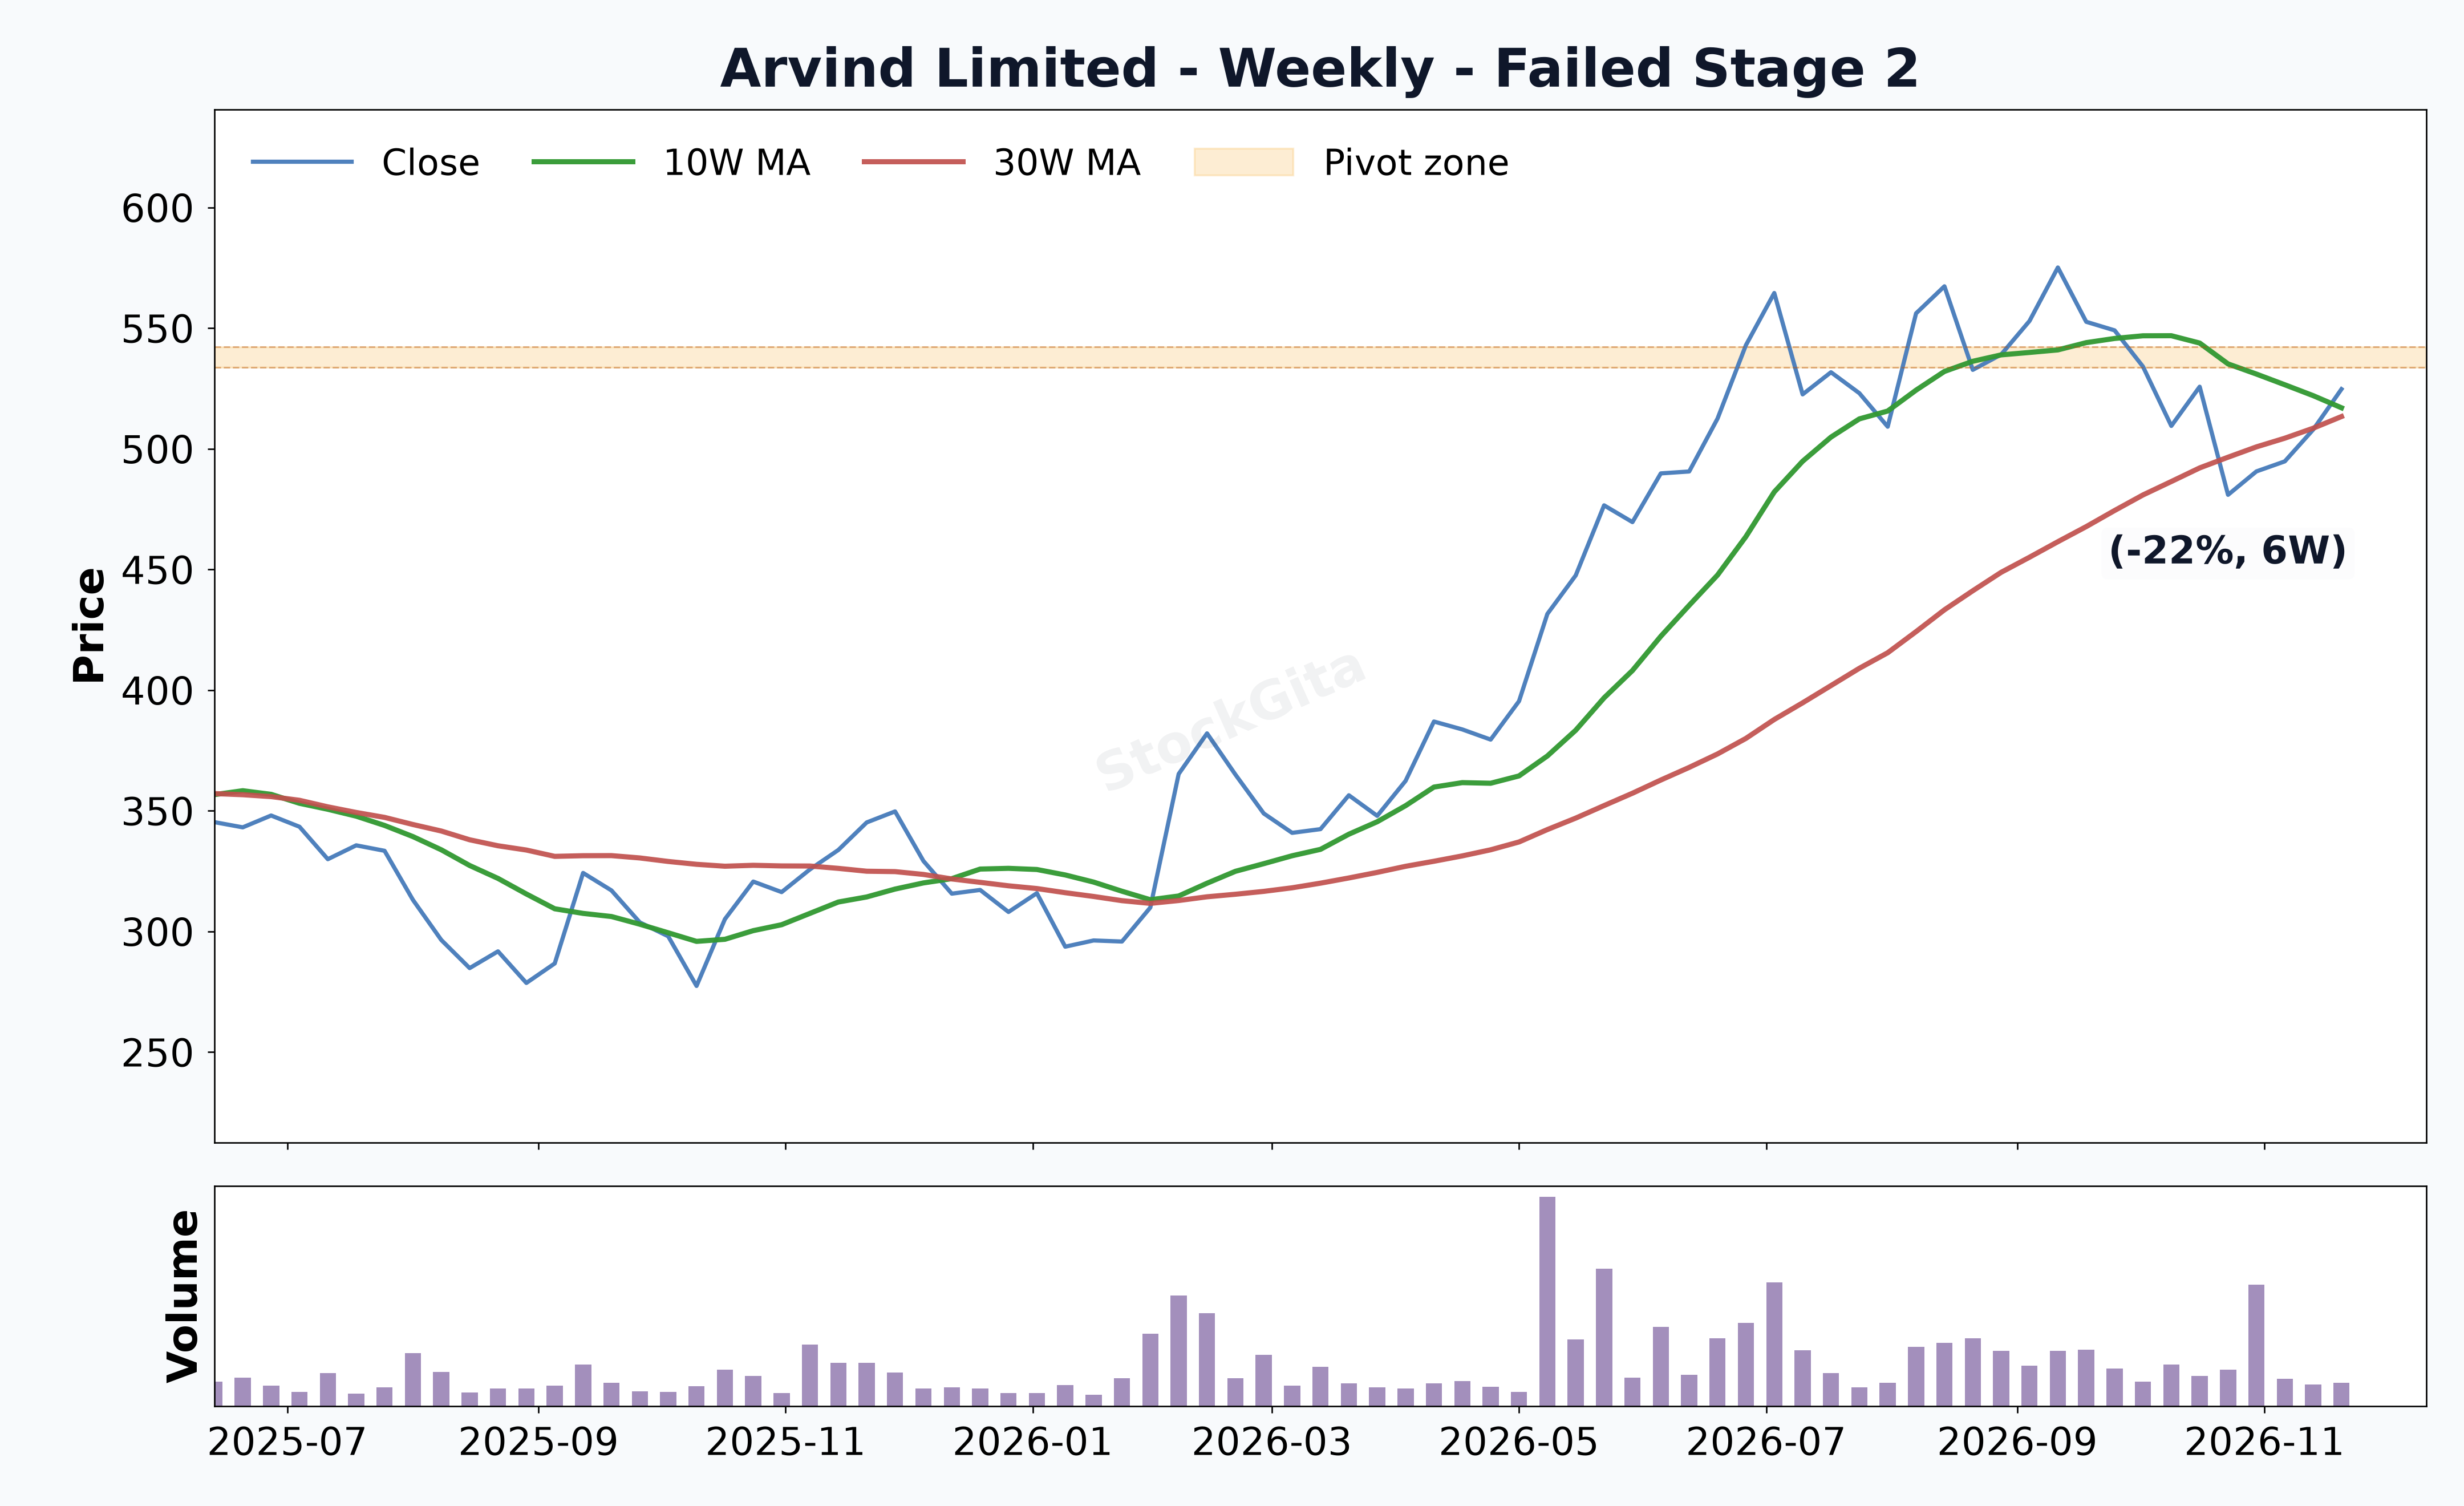 Arvind Limited - Weekly - Failed Stage 2
Close 10W MA 30W MA Pivot zone
600
550
500
450
400
350
300
250
Price
(-22%, 6W)
StockGita
Volume
2025-07 2025-09 2025-11 2026-01 2026-03 2026-05 2026-07 2026-09 2026-11